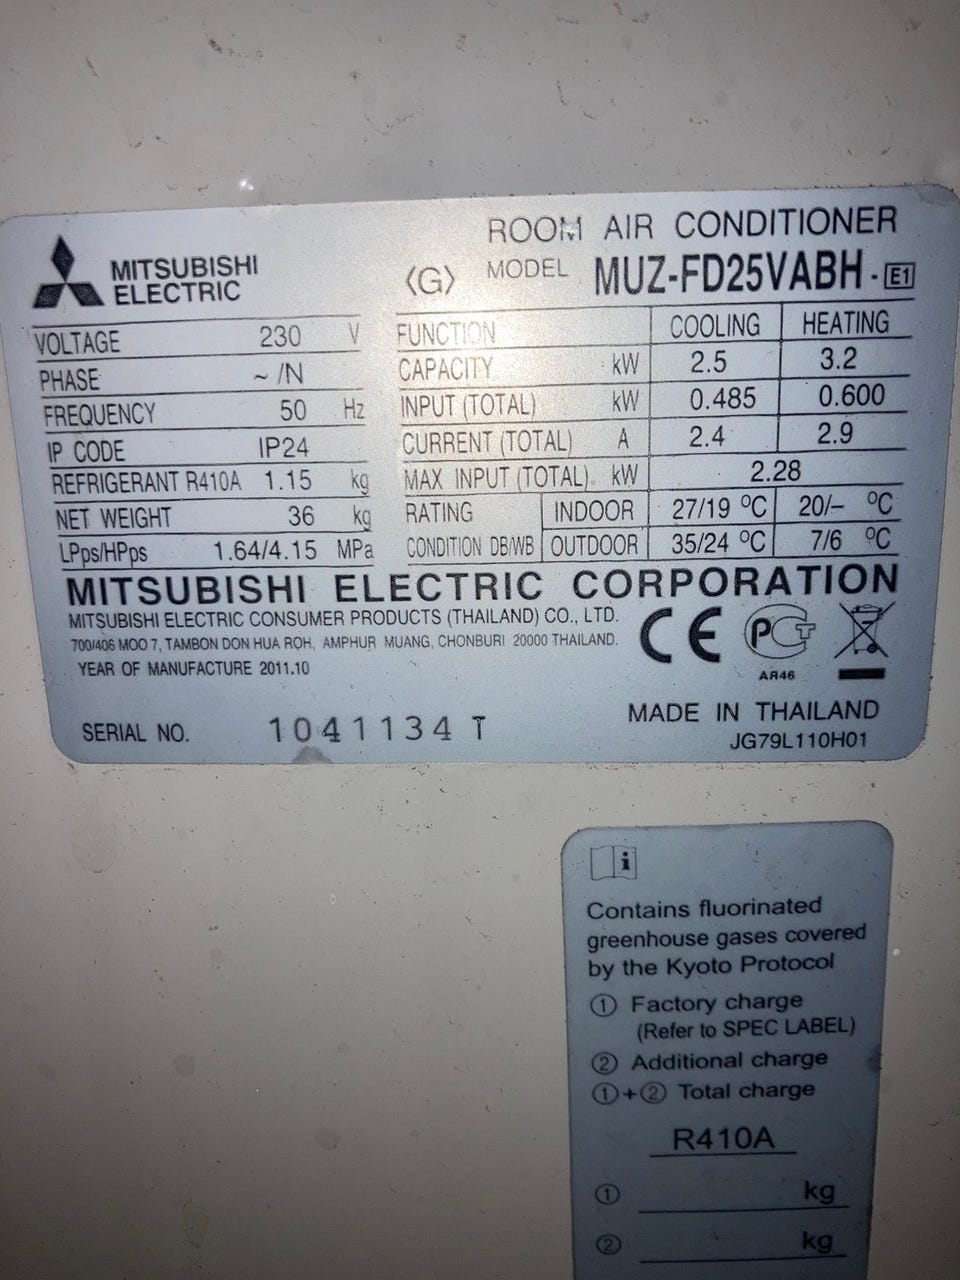 MITSUBISHI
ELECTRIC
ROOM AIR CONDITIONER
(G) MODEL MUZ-FD25VABH - E1
VOLTAGE 230 V
PHASE ~ /N
FREQUENCY 50 Hz
IP CODE IP24
REFRIGERANT R410A 1.15 kg
NET WEIGHT 36 kg
LPps/HPps 1.64/4.15 MPa
FUNCTION COOLING HEATING
CAPACITY kW 2.5 3.2
INPUT (TOTAL) kW 0.485 0.600
CURRENT (TOTAL) A 2.4 2.9
MAX INPUT (TOTAL) kW 2.28
RATING INDOOR 27/19 °C 20/– °C
CONDITION DB/WB OUTDOOR 35/24 °C 7/6 °C
MITSUBISHI ELECTRIC CORPORATION
MITSUBISHI ELECTRIC CONSUMER PRODUCTS (THAILAND) CO., LTD.
700/406 MOO 7, TAMBON DON HUA ROH, AMPHUR MUANG, CHONBURI 20000 THAILAND.
YEAR OF MANUFACTURE 2011.10
CE PCT
АЯ46
SERIAL NO. 1041134T
MADE IN THAILAND
JG79L110H01
i
Contains fluorinated
greenhouse gases covered
by the Kyoto Protocol
① Factory charge
(Refer to SPEC LABEL)
② Additional charge
①+② Total charge
R410A
① kg
② kg